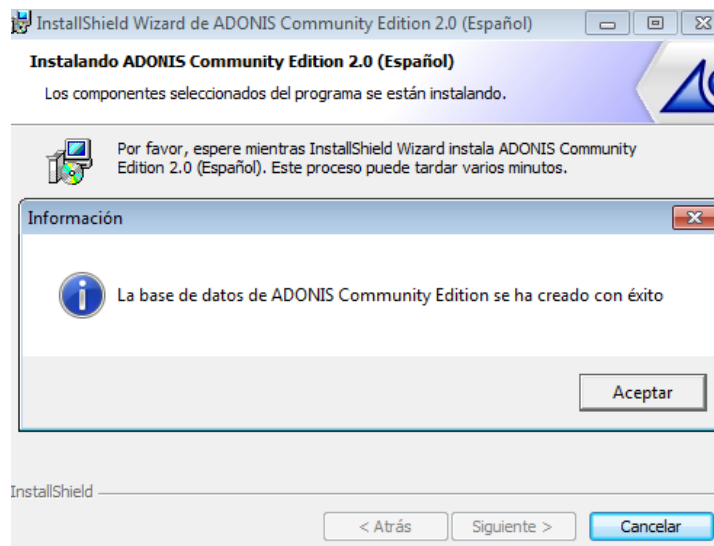 InstallShield Wizard de ADONIS Community Edition 2.0 (Español)
Instalando ADONIS Community Edition 2.0 (Español)
Los componentes seleccionados del programa se están instalando.
Por favor, espere mientras InstallShield Wizard instala ADONIS Community
Edition 2.0 (Español). Este proceso puede tardar varios minutos.
Información
La base de datos de ADONIS Community Edition se ha creado con éxito
Aceptar
InstallShield
< Atrás
Siguiente >
Cancelar